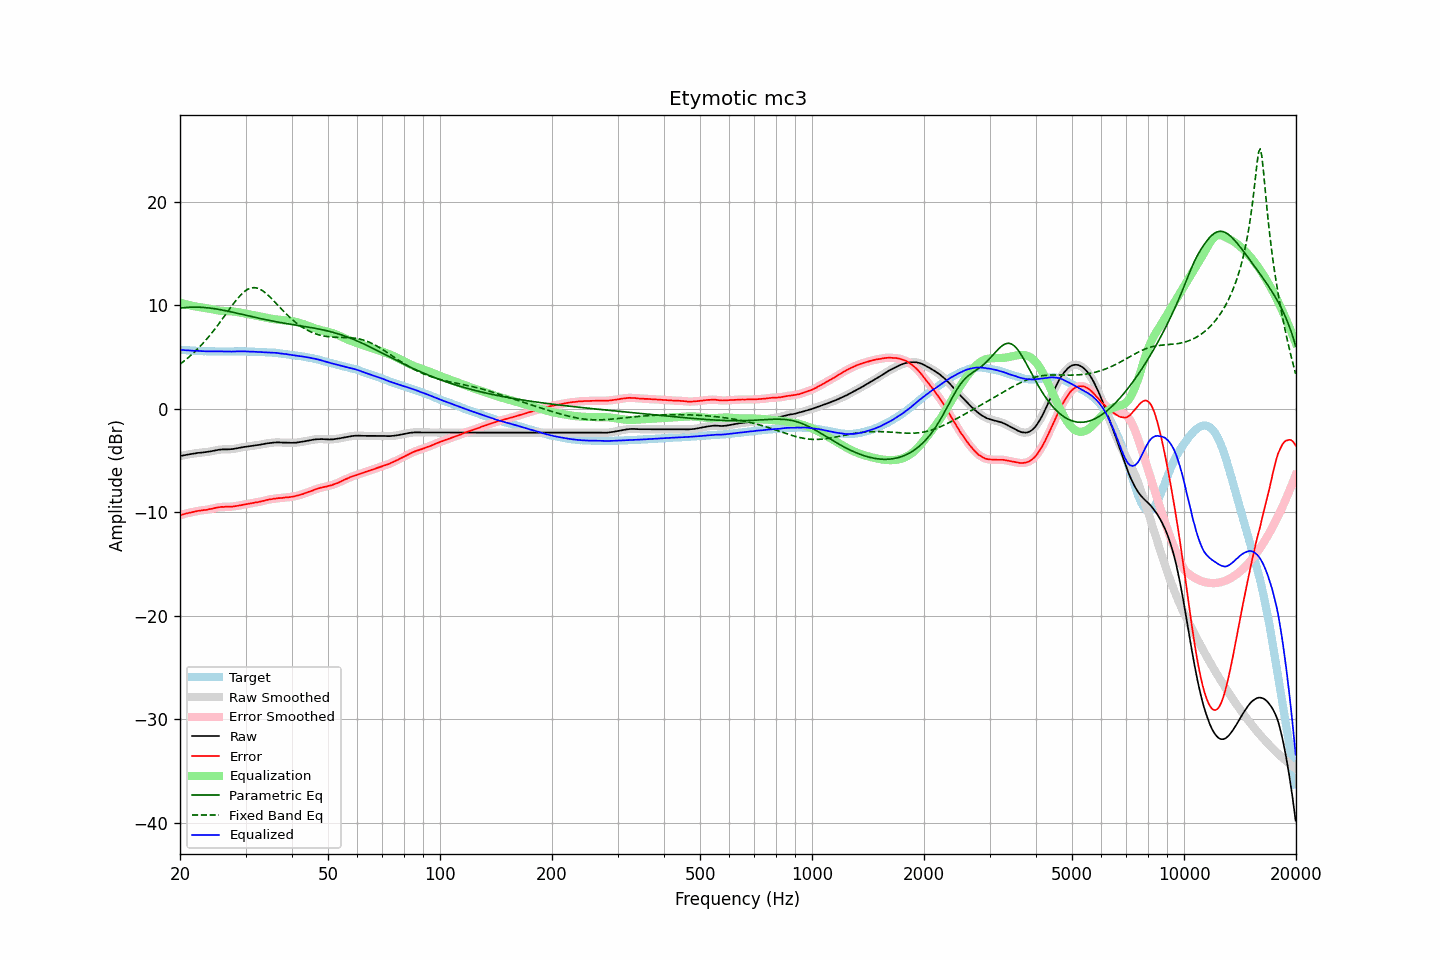 Etymotic mc3
Amplitude (dBr)
20
10
0
−10
−20
−30
−40
Target
Raw Smoothed
Error Smoothed
Raw
Error
Equalization
Parametric Eq
Fixed Band Eq
Equalized
20 50 100 200 500 1000 2000 5000 10000 20000
Frequency (Hz)